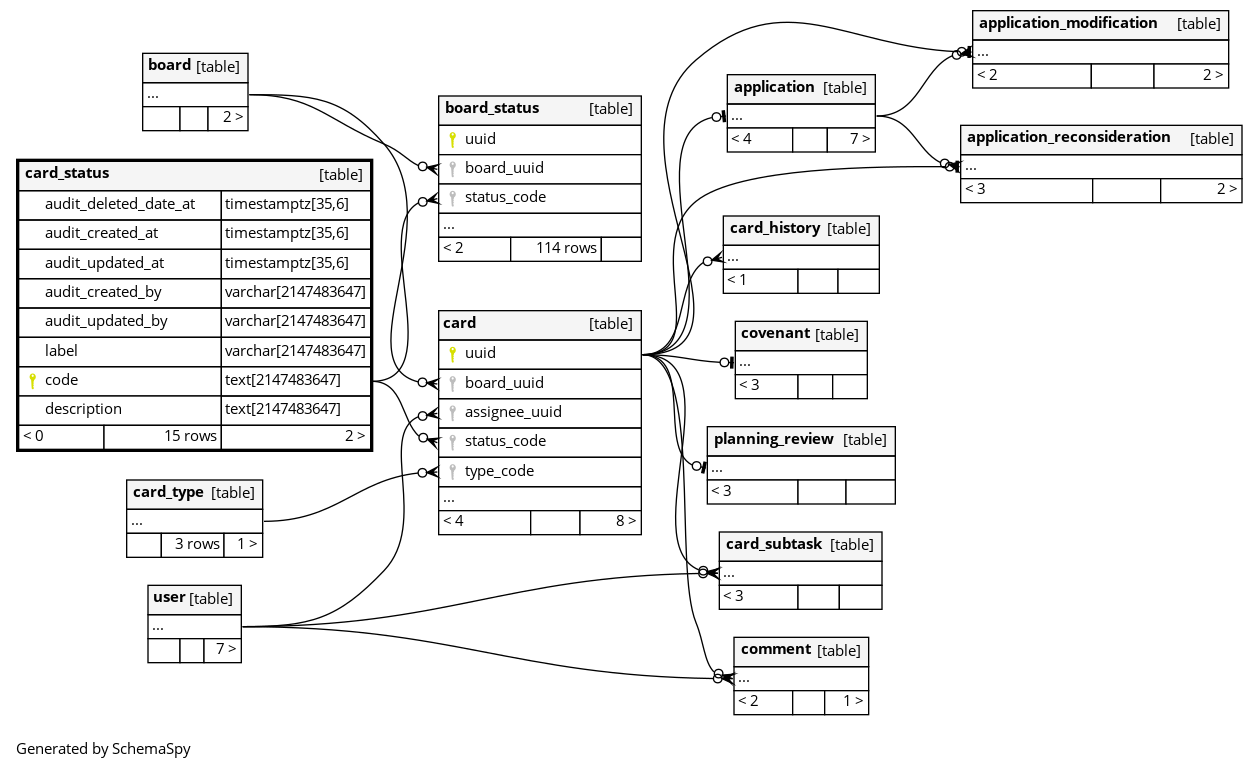 board [table]
...
2 >
card_status [table]
audit_deleted_date_at timestamptz[35,6]
audit_created_at timestamptz[35,6]
audit_updated_at timestamptz[35,6]
audit_created_by varchar[2147483647]
audit_updated_by varchar[2147483647]
label varchar[2147483647]
code text[2147483647]
description text[2147483647]
< 0 15 rows 2 >
card_type [table]
...
3 rows 1 >
user [table]
...
7 >
board_status [table]
uuid
board_uuid
status_code
...
< 2 114 rows
card [table]
uuid
board_uuid
assignee_uuid
status_code
type_code
...
< 4 8 >
application [table]
...
< 4 7 >
card_history [table]
...
< 1
covenant [table]
...
< 3
planning_review [table]
...
< 3
card_subtask [table]
...
< 3
comment [table]
...
< 2 1 >
application_modification [table]
...
< 2 2 >
application_reconsideration [table]
...
< 3 2 >
Generated by SchemaSpy